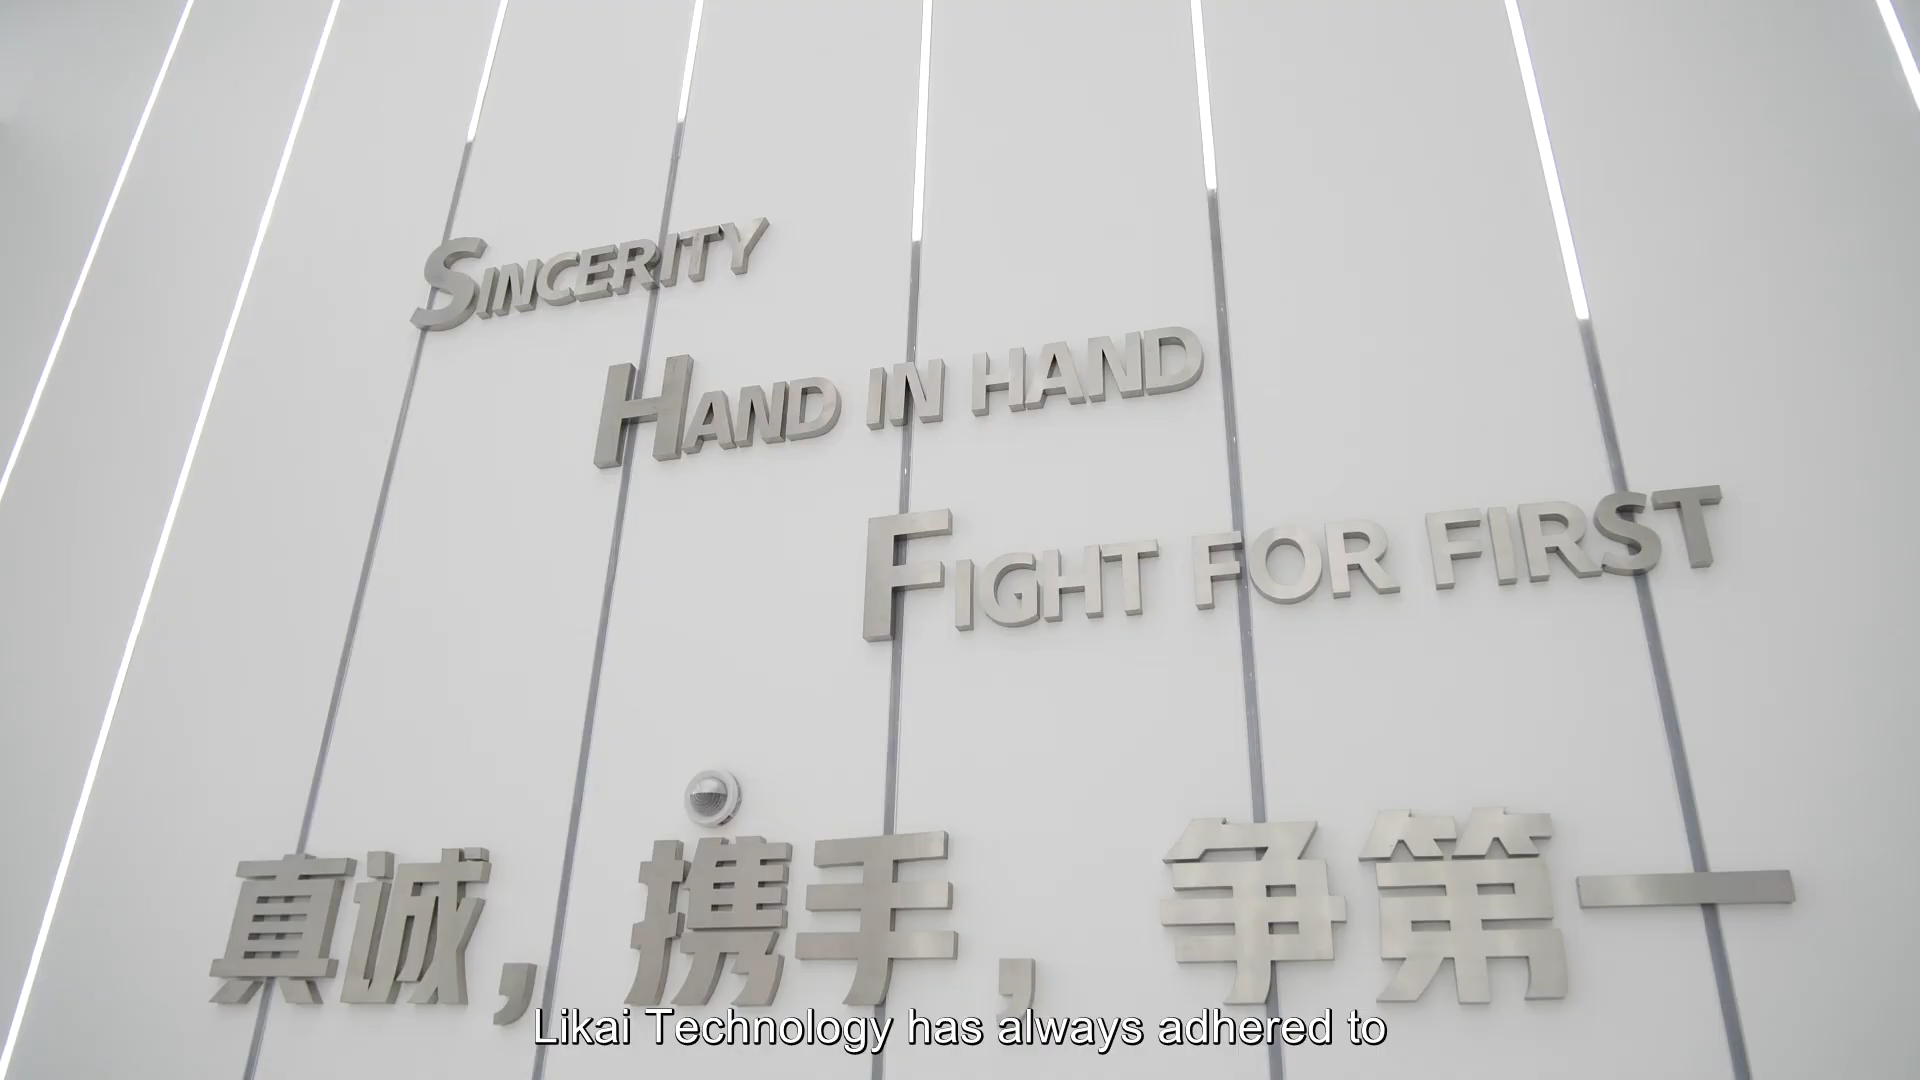 SINCERITY
HAND IN HAND
FIGHT FOR FIRST
真诚，携手，争第一
Likai Technology has always adhered to